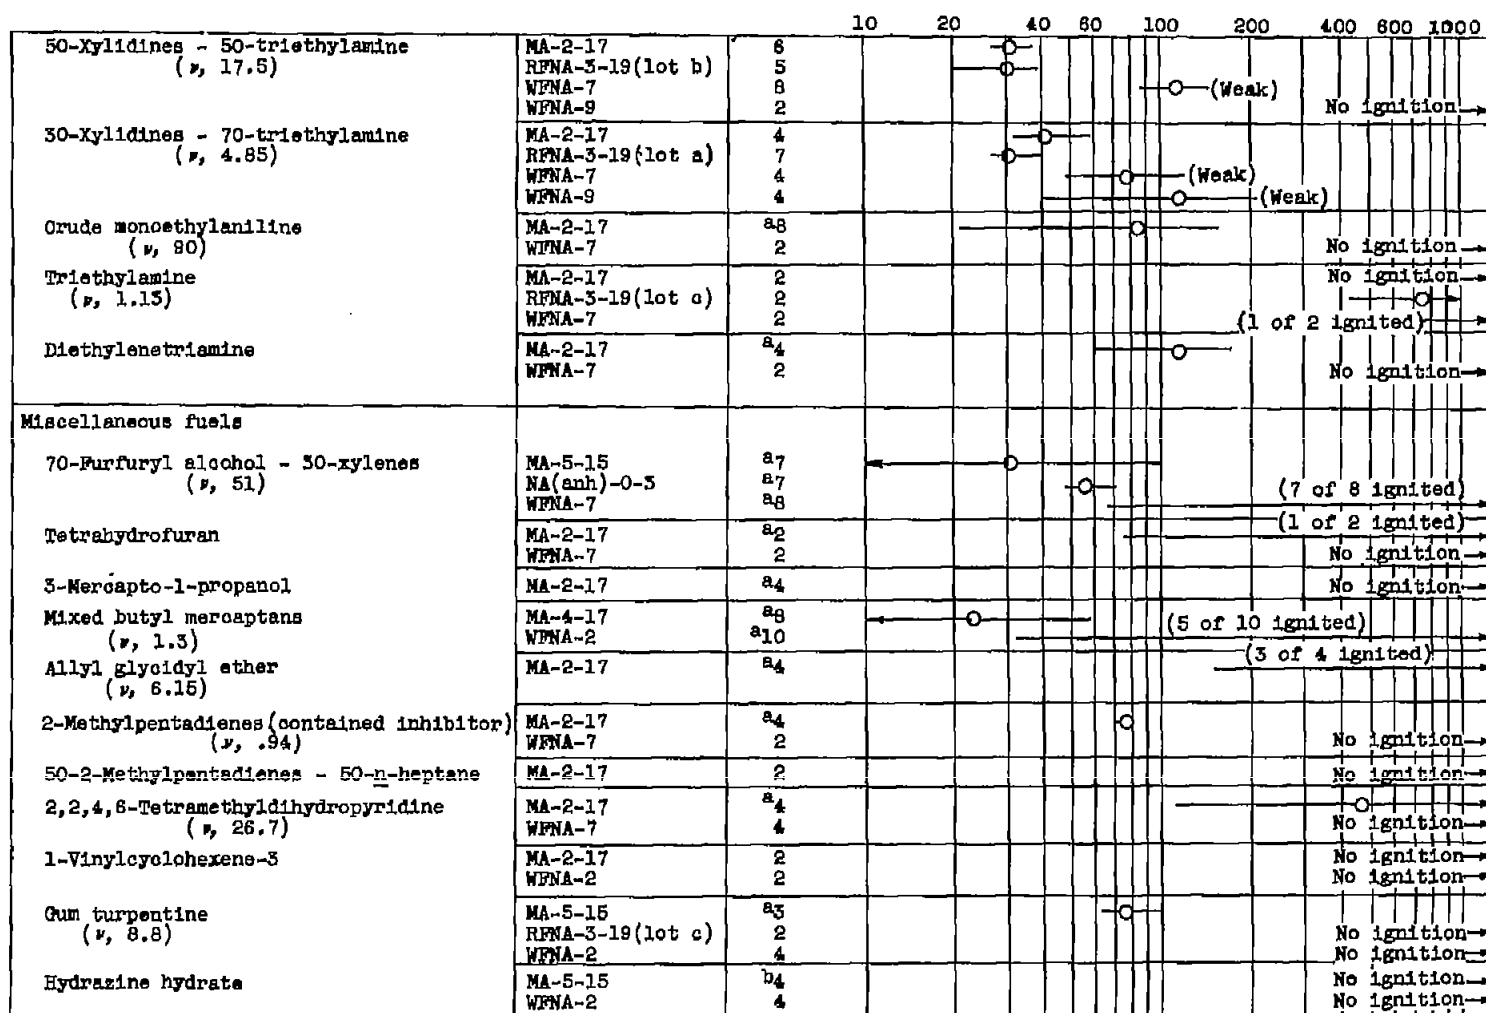 10 20 40 60 100 200 400 600 1000
50-Xylidines - 50-triethylamine MA-2-17 6
(ν, 17.5) RFNA-3-19(lot b) 5
WFNA-7 8 (Weak)
WFNA-9 2 No ignition
30-Xylidines - 70-triethylamine MA-2-17 4
(ν, 4.85) RFNA-3-19(lot a) 7
WFNA-7 4 (Weak)
WFNA-9 4 (Weak)
Crude monoethylaniline MA-2-17 a8
(ν, 90) WFNA-7 2 No ignition
Triethylamine MA-2-17 2 No ignition
(ν, 1.13) RFNA-3-19(lot c) 2
WFNA-7 2 (1 of 2 ignited)
Diethylenetriamine MA-2-17 a4
WFNA-7 2 No ignition
Miscellaneous fuels
70-Furfuryl alcohol - 30-xylenes MA-5-15 a7
(ν, 51) NA(anh)-0-3 a7
WFNA-7 a8 (7 of 8 ignited)
Tetrahydrofuran MA-2-17 a2 (1 of 2 ignited)
WFNA-7 2 No ignition
3-Mercapto-1-propanol MA-2-17 a4 No ignition
Mixed butyl mercaptans MA-4-17 a8
(ν, 1.3) WFNA-2 a10 (5 of 10 ignited)
Allyl glycidyl ether MA-2-17 a4 (3 of 4 ignited)
(ν, 6.15)
2-Methylpentadienes(contained inhibitor) MA-2-17 a4
(ν, .94) WFNA-7 2 No ignition
50-2-Methylpentadienes - 50-n-heptane MA-2-17 2 No ignition
2,2,4,6-Tetramethyldihydropyridine MA-2-17 a4
(ν, 26.7) WFNA-7 4 No ignition
1-Vinylcyclohexene-3 MA-2-17 2 No ignition
WFNA-2 2 No ignition
Gum turpentine MA-5-15 a3
(ν, 8.8) RFNA-3-19(lot c) 2 No ignition
WFNA-2 4 No ignition
Hydrazine hydrate MA-5-15 b4 No ignition
WFNA-2 4 No ignition